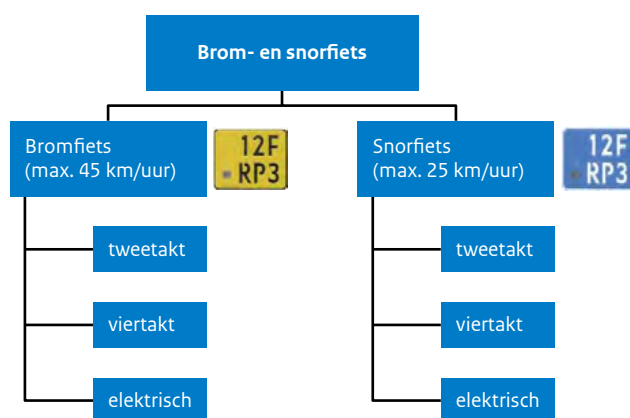 Brom- en snorfiets
Bromfiets
(max. 45 km/uur)
12F
RP3
Snorfiets
(max. 25 km/uur)
12F
RP3
tweetakt
tweetakt
viertakt
viertakt
elektrisch
elektrisch